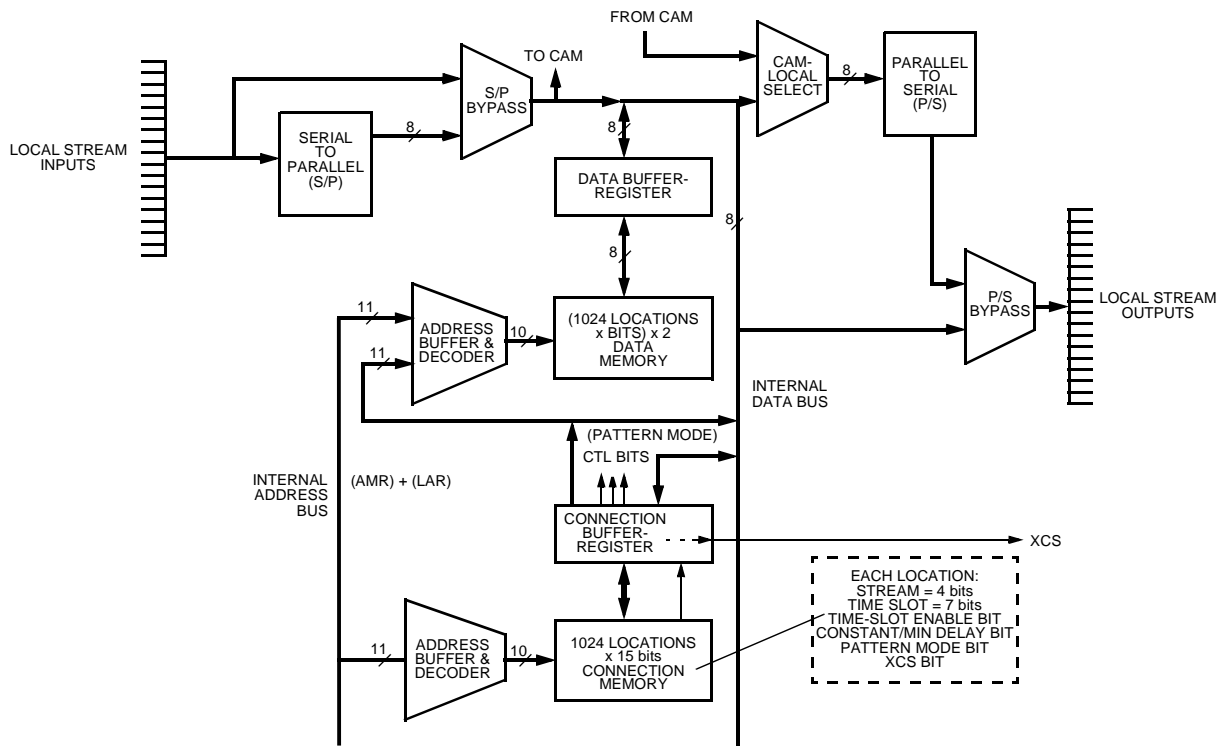 FROM CAM
TO CAM
CAM-
LOCAL
SELECT
8
PARALLEL
TO
SERIAL
(P/S)
S/P
BYPASS
LOCAL STREAM
INPUTS
SERIAL
TO
PARALLEL
(S/P)
8
8
DATA BUFFER-
REGISTER
8
8
P/S
BYPASS
LOCAL STREAM
OUTPUTS
11
11
ADDRESS
BUFFER &
DECODER
10
(1024 LOCATIONS
x BITS) x 2
DATA
MEMORY
INTERNAL
DATA BUS
(PATTERN MODE)
CTL BITS
INTERNAL
ADDRESS
BUS
(AMR) + (LAR)
CONNECTION
BUFFER-
REGISTER
XCS
EACH LOCATION:
STREAM = 4 bits
TIME SLOT = 7 bits
TIME-SLOT ENABLE BIT
CONSTANT/MIN DELAY BIT
PATTERN MODE BIT
XCS BIT
11
ADDRESS
BUFFER &
DECODER
10
1024 LOCATIONS
x 15 bits
CONNECTION
MEMORY